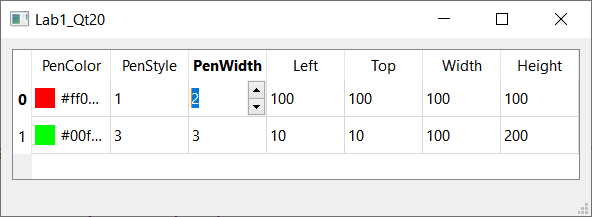 Lab1_Qt20
PenColor PenStyle PenWidth Left Top Width Height
0 #ff0... 1 2 100 100 100 100
1 #00f... 3 3 10 10 100 200